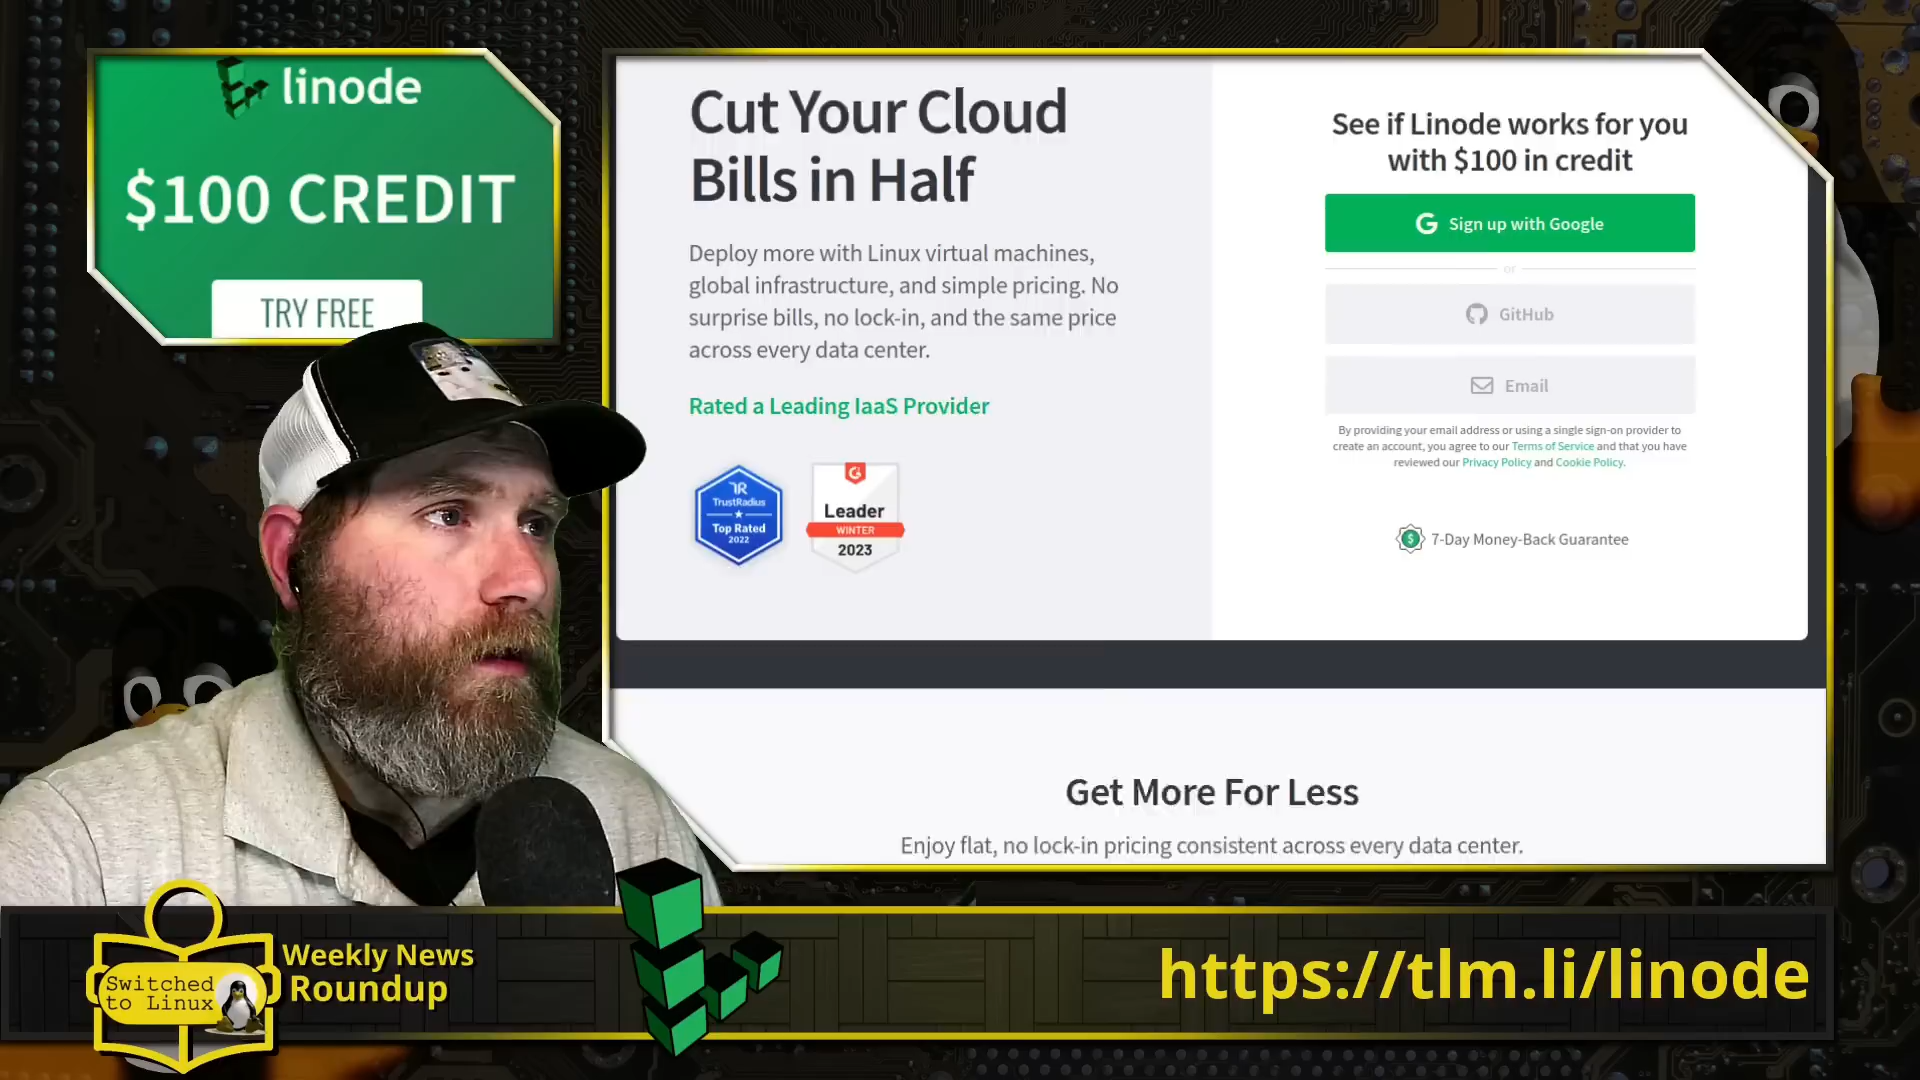 linode
$100 CREDIT
TRY FREE
Cut Your Cloud
Bills in Half
Deploy more with Linux virtual machines,
global infrastructure, and simple pricing. No
surprise bills, no lock-in, and the same price
across every data center.
Rated a Leading IaaS Provider
TR
TrustRadius
Top Rated
2022
G
Leader
WINTER
2023
See if Linode works for you
with $100 in credit
G Sign up with Google
or
GitHub
Email
By providing your email address or using a single sign-on provider to
create an account, you agree to our Terms of Service and that you have
reviewed our Privacy Policy and Cookie Policy.
$ 7-Day Money-Back Guarantee
Get More For Less
Enjoy flat, no lock-in pricing consistent across every data center.
Switched
to Linux
Weekly News
Roundup
https://tlm.li/linode